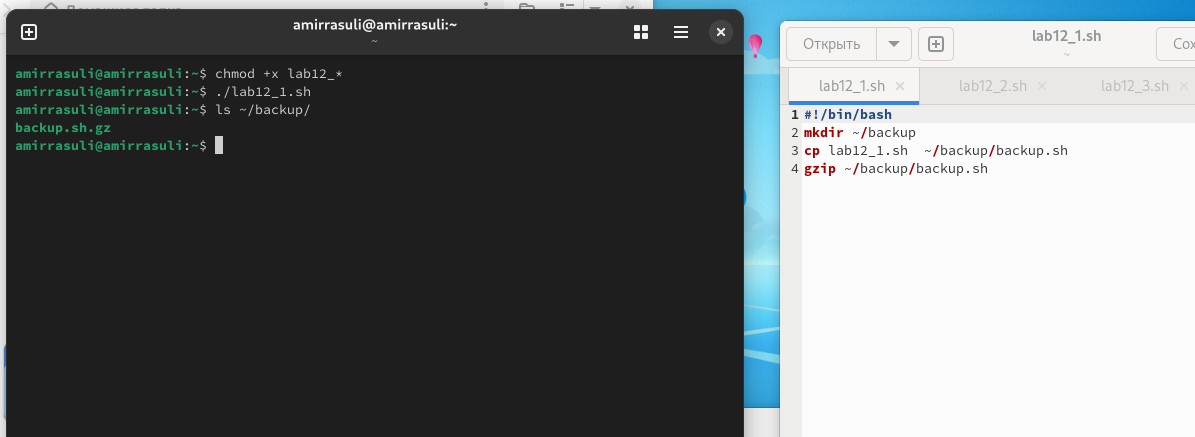 amirrasuli@amirrasuli:~
~
amirrasuli@amirrasuli:~$ chmod +x lab12_*
amirrasuli@amirrasuli:~$ ./lab12_1.sh
amirrasuli@amirrasuli:~$ ls ~/backup/
backup.sh.gz
amirrasuli@amirrasuli:~$
Открыть
lab12_1.sh
~
lab12_1.sh
lab12_2.sh
lab12_3.sh
1 #!/bin/bash
2 mkdir ~/backup
3 cp lab12_1.sh  ~/backup/backup.sh
4 gzip ~/backup/backup.sh